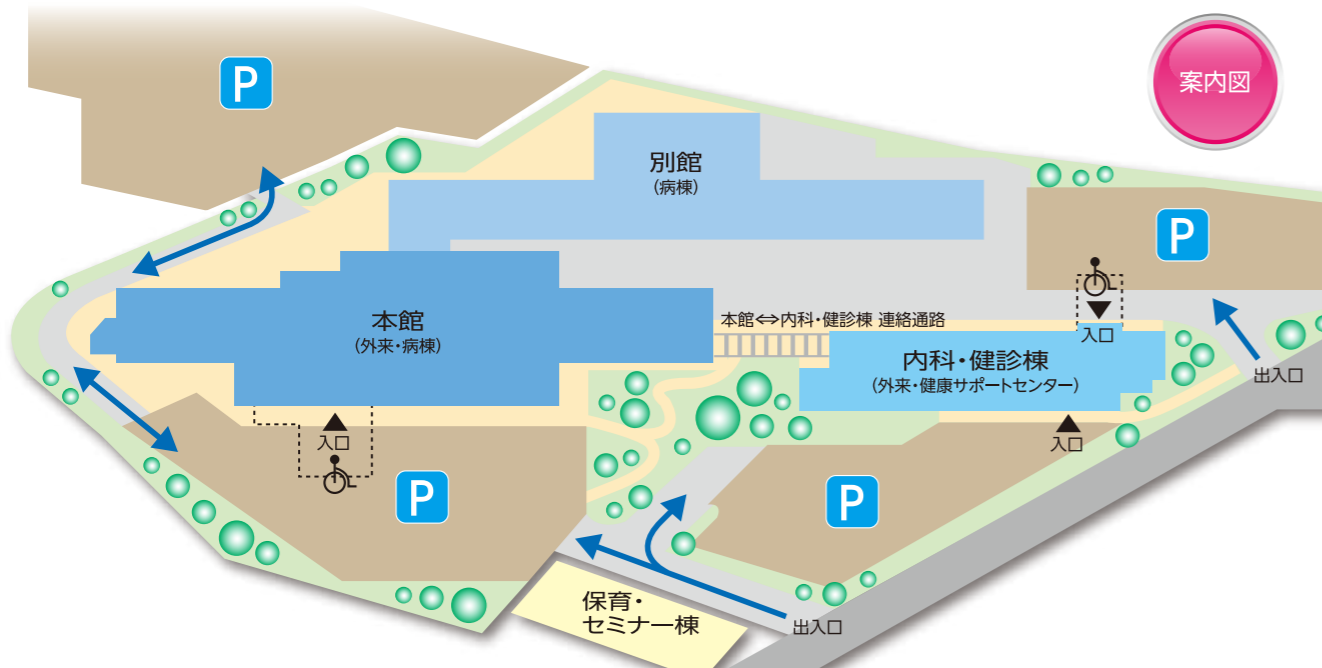 案内図
P
別館
(病棟)
P
本館
(外来・病棟)
本館⇔内科・健診棟 連絡通路
入口
内科・健診棟
(外来・健康サポートセンター)
出入口
入口
入口
P
P
保育・
セミナー棟
出入口